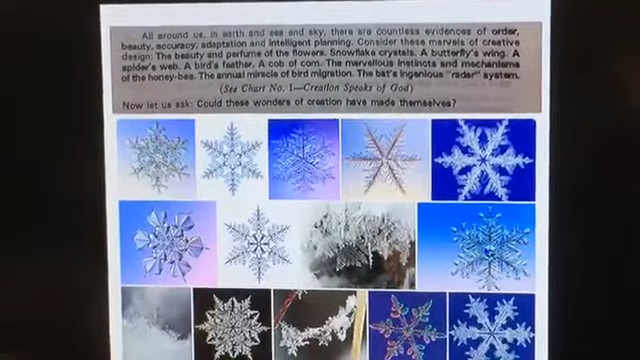 All around us, in earth and sea and sky, there are countless evidences of order,
beauty, accuracy, adaptation and intelligent planning. Consider these marvels of creative
design: The beauty and perfume of the flowers. Snowflake crystals. A butterfly's wing. A
spider's web. A bird's feather. A cob of corn. The marvellous instincts and mechanisms
of the honey-bee. The annual miracle of bird migration. The bat's ingenious "radar" system.
(See Chart No. 1—Creation Speaks of God)
Now let us ask: Could these wonders of creation have made themselves?